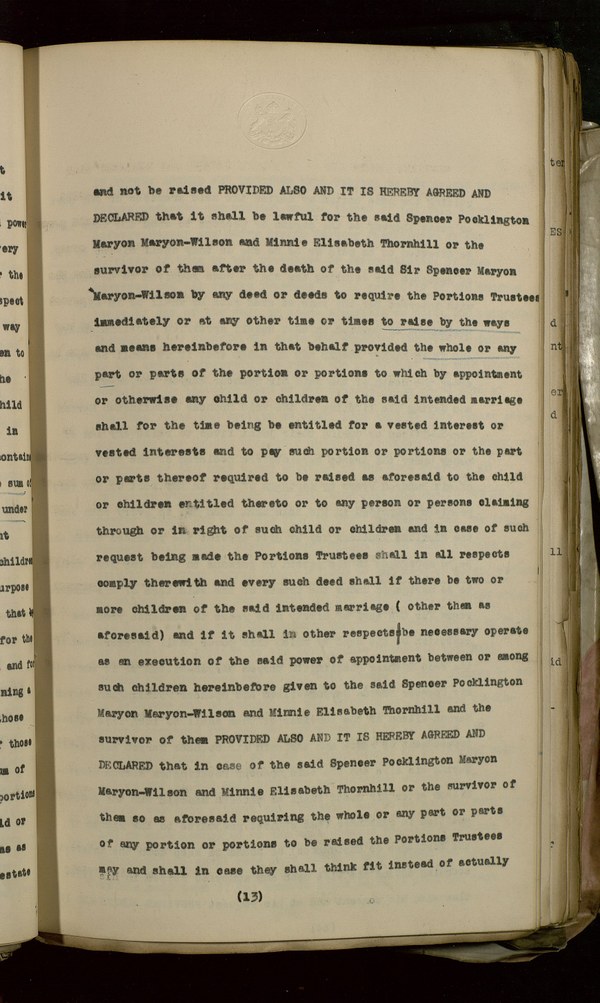 and not be raised PROVIDED ALSO AND IT IS HEREBY AGREED AND
DECLARED that it shall be lawful for the said Spencer Pocklington
Maryon Maryon-Wilson and Minnie Elisabeth Thornhill or the
survivor of them after the death of the said Sir Spencer Maryon
Maryon-Wilson by any deed or deeds to require the Portions Trustees
immediately or at any other time or times to raise by the ways
and means hereinbefore in that behalf provided the whole or any
part or parts of the portion or portions to which by appointment
or otherwise any child or children of the said intended marriage
shall for the time being be entitled for a vested interest or
vested interests and to pay such portion or portions or the part
or parts thereof required to be raised as aforesaid to the child
or children entitled thereto or to any person or persons claiming
through or in right of such child or children and in case of such
request being made the Portions Trustees shall in all respects
comply therewith and every such deed shall if there be two or
more children of the said intended marriage ( other than as
aforesaid) and if it shall in other respects be necessary operate
as an execution of the said power of appointment between or among
such children hereinbefore given to the said Spencer Pocklington
Maryon Maryon-Wilson and Minnie Elisabeth Thornhill and the
survivor of them PROVIDED ALSO AND IT IS HEREBY AGREED AND
DECLARED that in case of the said Spencer Pocklington Maryon
Maryon-Wilson and Minnie Elisabeth Thornhill or the survivor of
them so as aforesaid requiring the whole or any part or parts
of any portion or portions to be raised the Portions Trustees
may and shall in case they shall think fit instead of actually
(13)